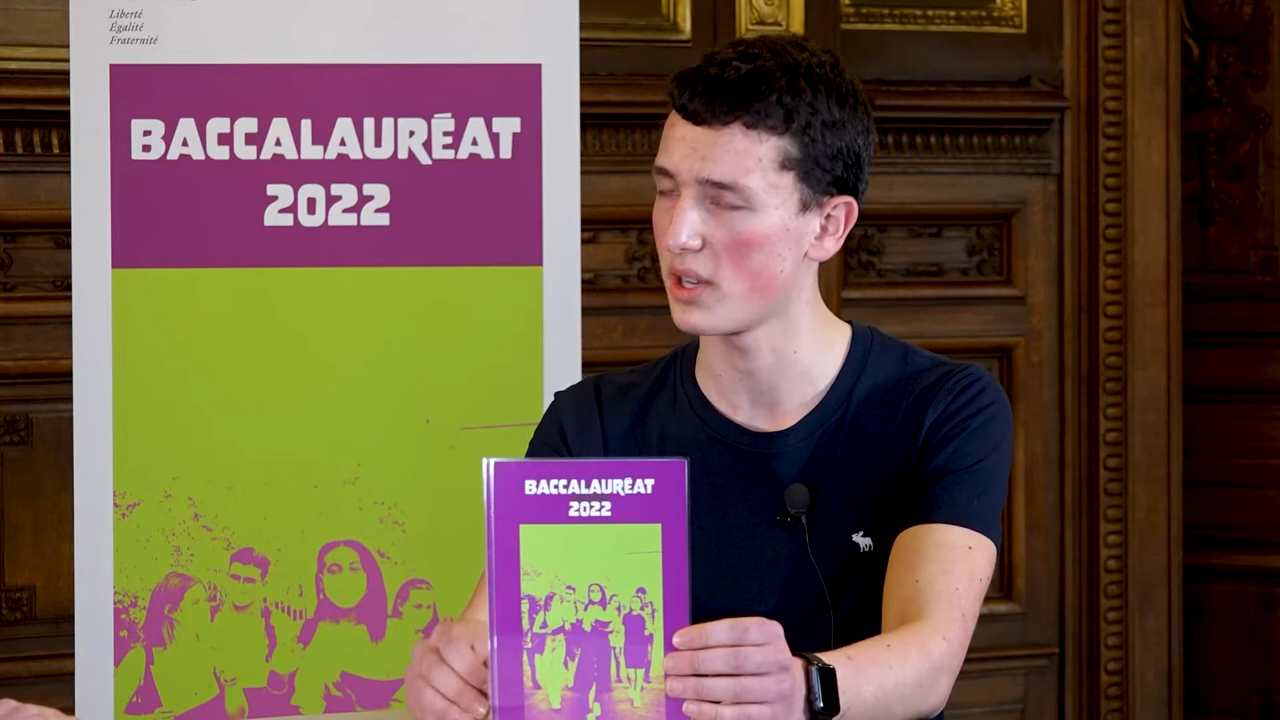 Liberté
Égalité
Fraternité
BACCALAURÉAT
2022
BACCALAURÉAT
2022